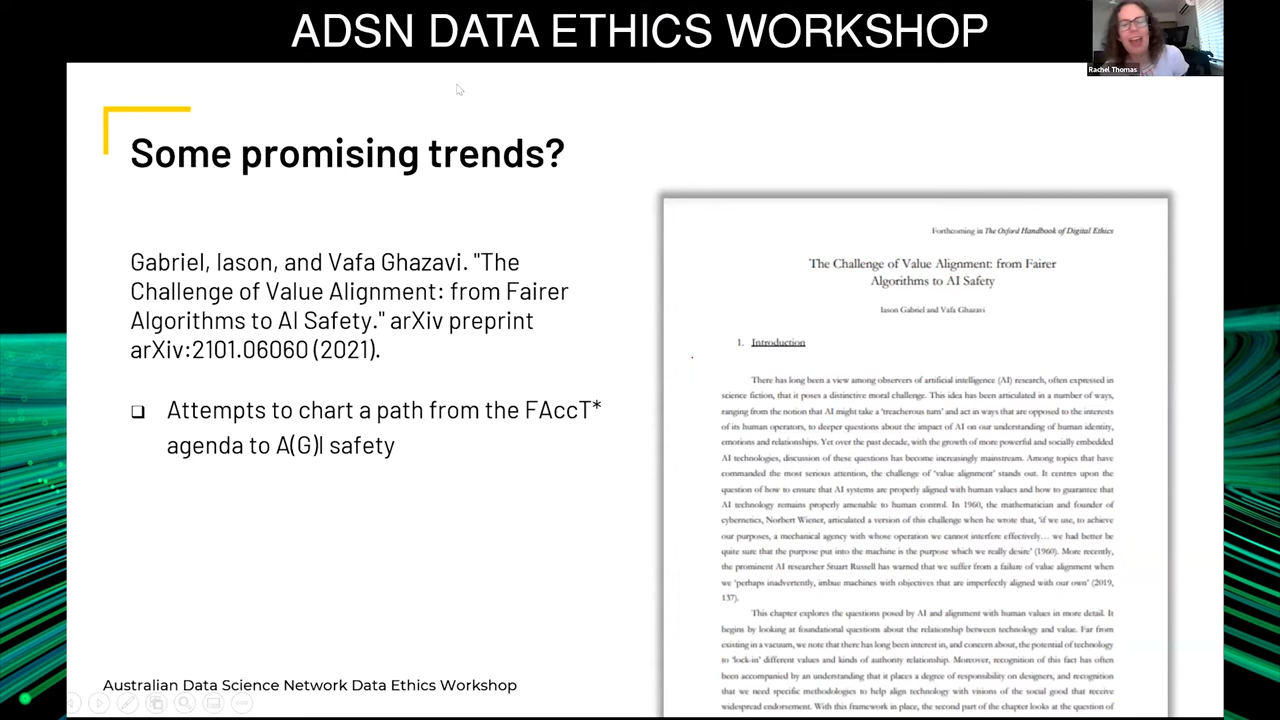 ADSN DATA ETHICS WORKSHOP
Rachel Thomas
Some promising trends?
Gabriel, Iason, and Vafa Ghazavi. "The
Challenge of Value Alignment: from Fairer
Algorithms to AI Safety." arXiv preprint
arXiv:2101.06060 (2021).
Attempts to chart a path from the FAccT*
agenda to A(G)I safety
Forthcoming in The Oxford Handbook of Digital Ethics
The Challenge of Value Alignment: from Fairer
Algorithms to AI Safety
Iason Gabriel and Vafa Ghazavi
1. Introduction
There has long been a view among observers of artificial intelligence (AI) research, often expressed in
science fiction, that it poses a distinctive moral challenge. This idea has been articulated in a number of ways,
ranging from the notion that AI might take a 'treacherous turn' and act in ways that are opposed to the interests
of its human operators, to deeper questions about the impact of AI on our understanding of human identity,
emotions and relationships. Yet over the past decade, with the growth of more powerful and socially embedded
AI technologies, discussion of these questions has become increasingly mainstream. Among topics that have
commanded the most serious attention, the challenge of 'value alignment' stands out. It centres upon the
question of how to ensure that AI systems are properly aligned with human values and how to guarantee that
AI technology remains properly amenable to human control. In 1960, the mathematician and founder of
cybernetics, Norbert Wiener, articulated a version of this challenge when he wrote that, 'if we use, to achieve
our purposes, a mechanical agency with whose operation we cannot interfere effectively… we had better be
quite sure that the purpose put into the machine is the purpose which we really desire' (1960). More recently,
the prominent AI researcher Stuart Russell has warned that we suffer from a failure of value alignment when
we 'perhaps inadvertently, imbue machines with objectives that are imperfectly aligned with our own' (2019,
137).
This chapter explores the questions posed by AI and alignment with human values in more detail. It
begins by looking at foundational questions about the relationship between technology and value. Far from
existing in a vacuum, we note that there has long been interest in, and concern about, the potential of technology
to 'lock-in' different values and kinds of authority relationship. Moreover, recognition of this fact has often
been accompanied by an understanding that it places a degree of responsibility on designers, and recognition
that we need specific methodologies to help align technology with visions of the social good that receive
widespread endorsement. With this framework in place, the second part of the chapter looks at the question of
Australian Data Science Network Data Ethics Workshop